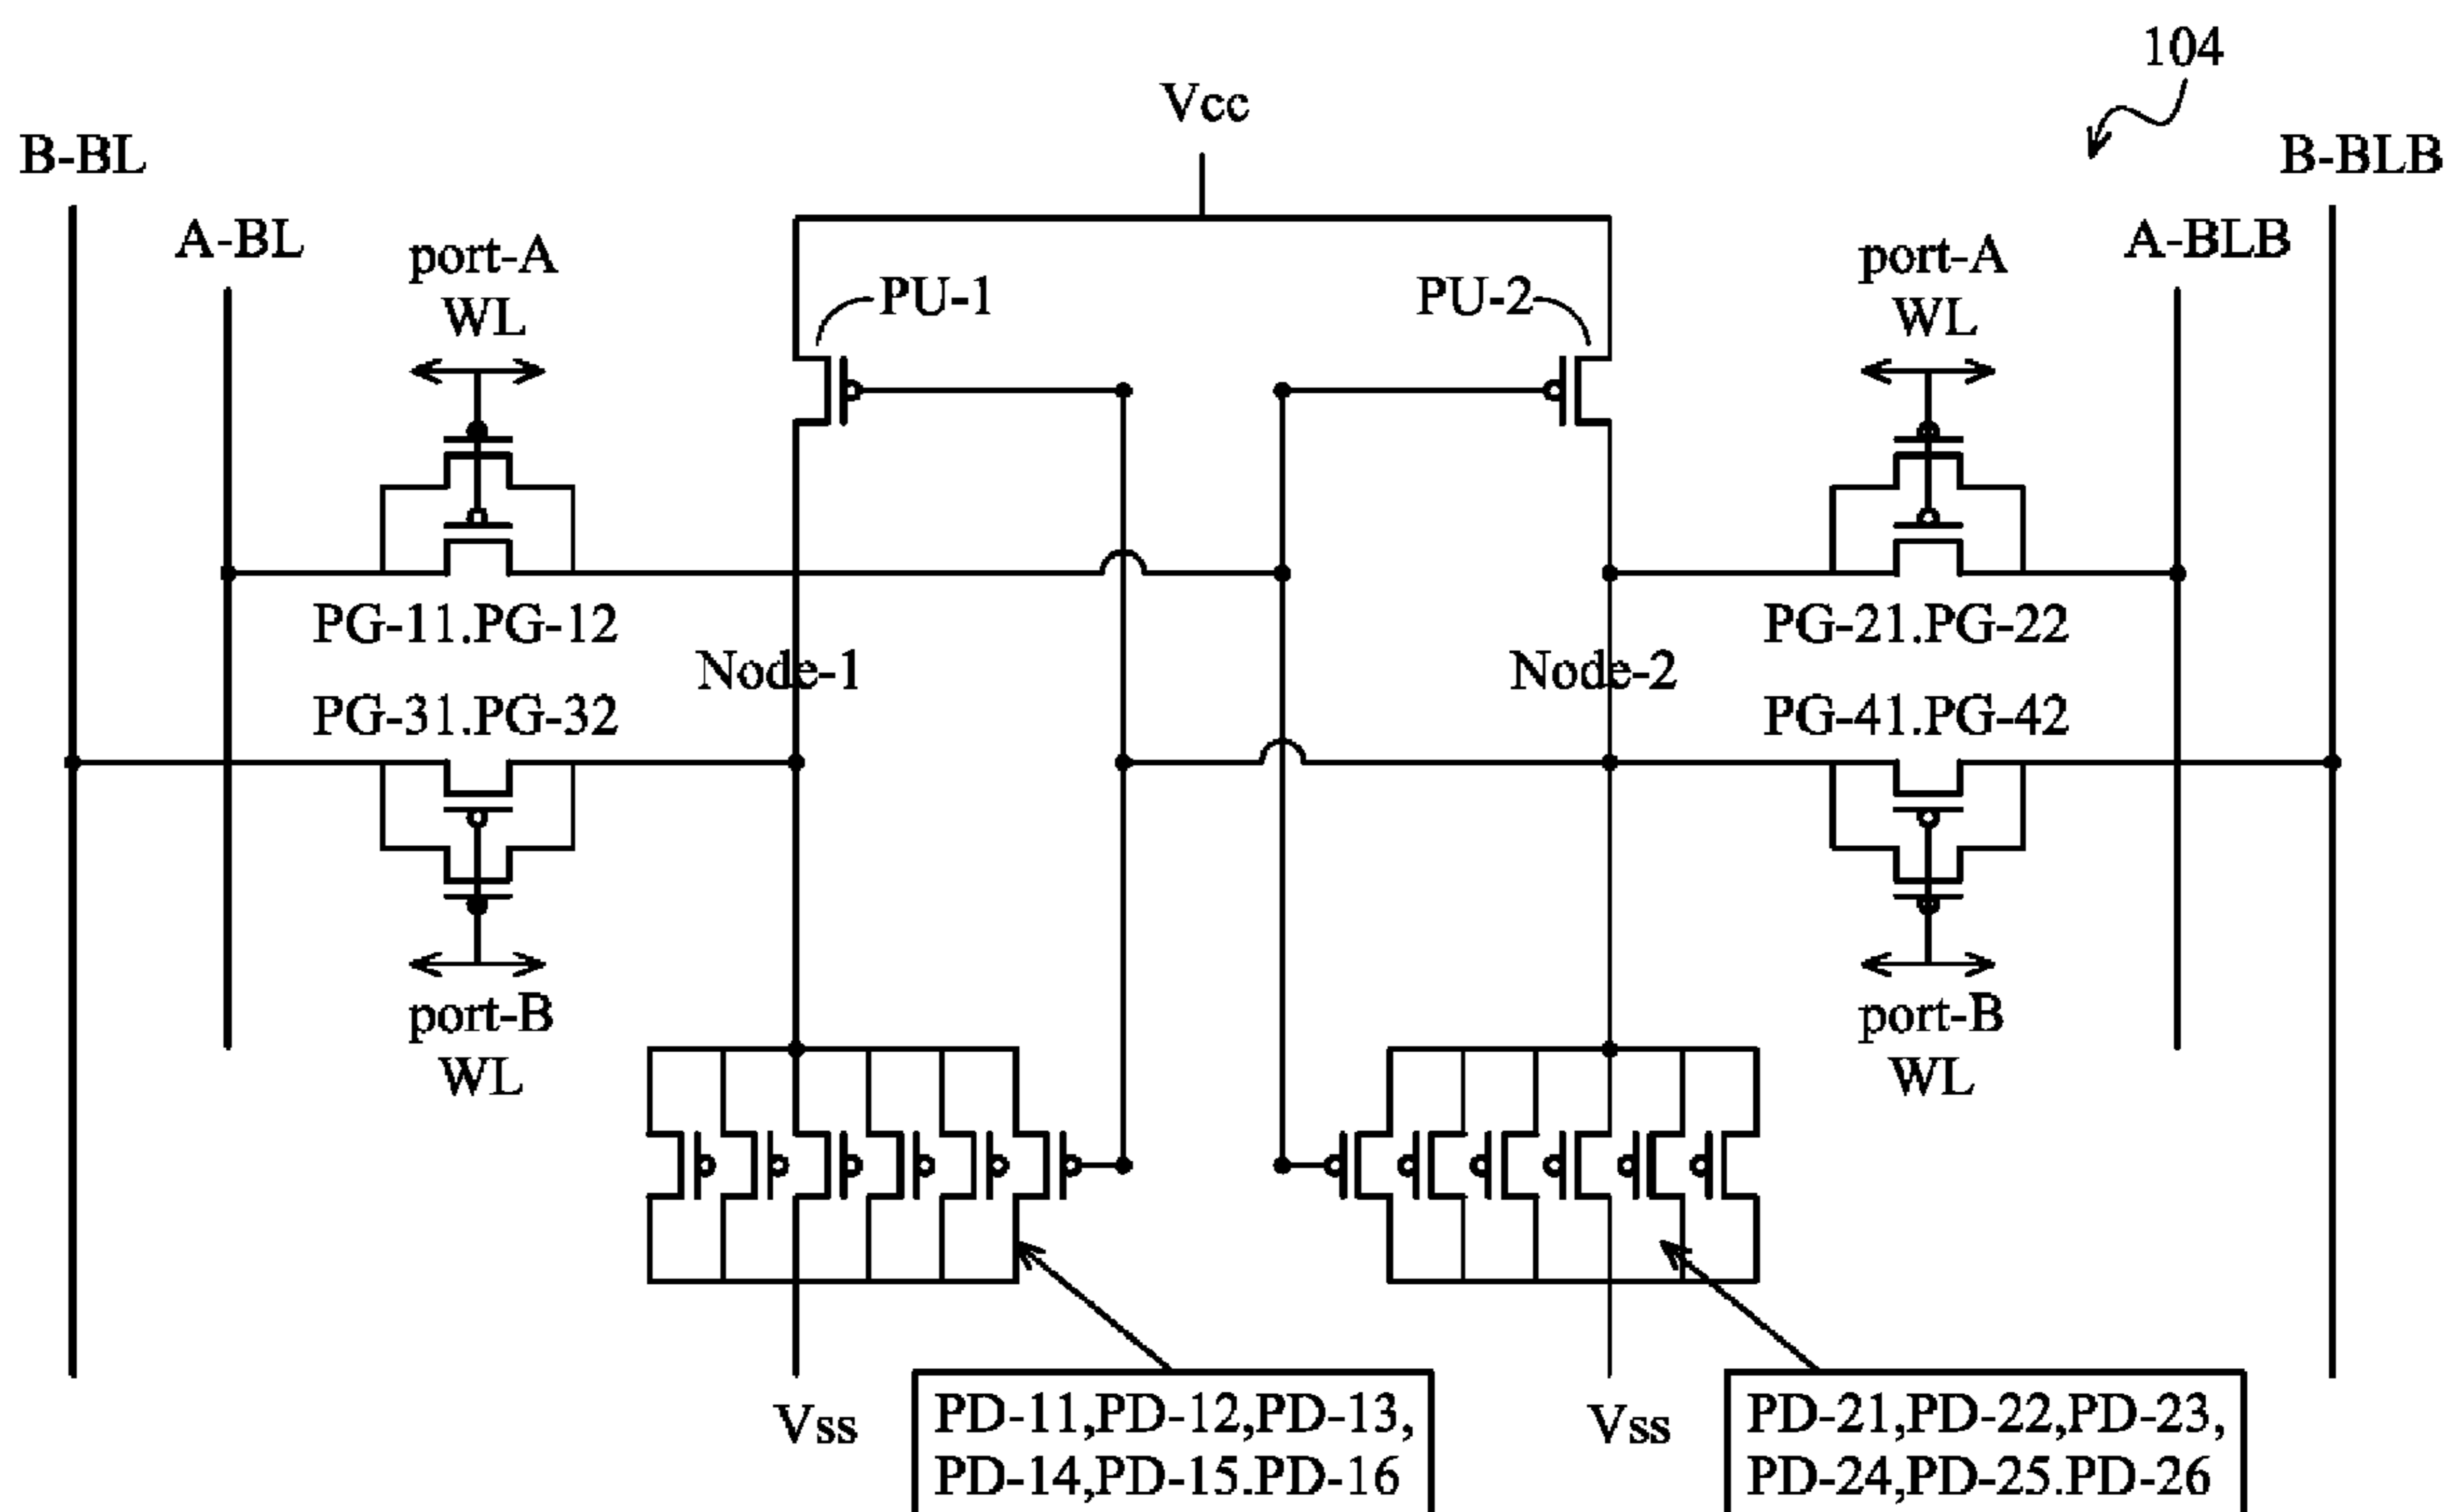 104
Vcc
B-BL
B-BLB
A-BL
port-A
WL
port-A
WL
A-BLB
PU-1
PU-2
PG-11.PG-12
PG-21.PG-22
Node-1
Node-2
PG-31.PG-32
PG-41.PG-42
port-B
WL
port-B
WL
Vss
PD-11,PD-12,PD-13,
PD-14,PD-15.PD-16
Vss
PD-21,PD-22,PD-23,
PD-24,PD-25.PD-26